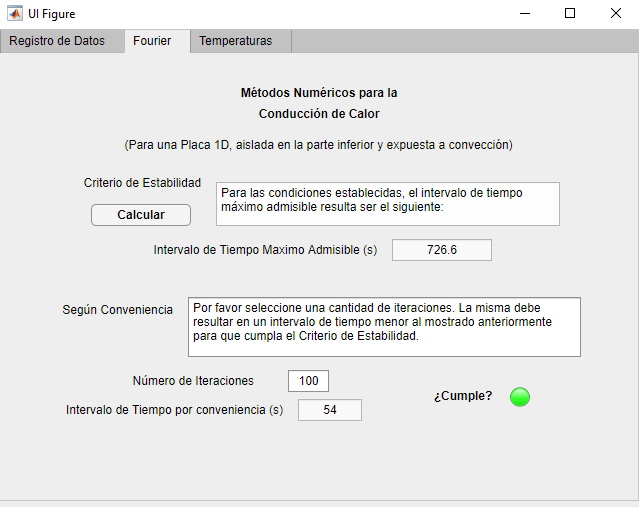 UI Figure
Registro de Datos
Fourier
Temperaturas
Métodos Numéricos para la
Conducción de Calor
(Para una Placa 1D, aislada en la parte inferior y expuesta a convección)
Criterio de Estabilidad
Calcular
Para las condiciones establecidas, el intervalo de tiempo
máximo admisible resulta ser el siguiente:
Intervalo de Tiempo Maximo Admisible (s)
726.6
Según Conveniencia
Por favor seleccione una cantidad de iteraciones. La misma debe
resultar en un intervalo de tiempo menor al mostrado anteriormente
para que cumpla el Criterio de Estabilidad.
Número de Iteraciones
100
Intervalo de Tiempo por conveniencia (s)
54
¿Cumple?